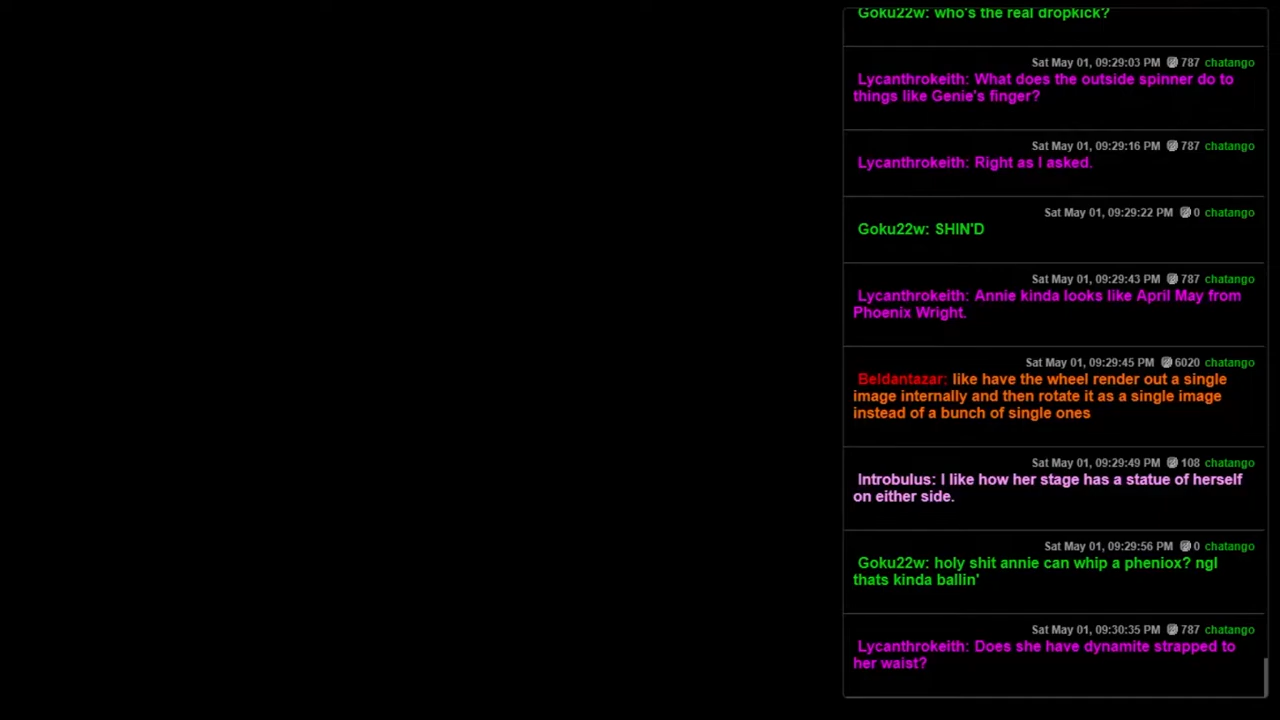 Goku22w: who's the real dropkick?
Sat May 01, 09:29:03 PM 787 chatango
Lycanthrokeith: What does the outside spinner do to
things like Genie's finger?
Sat May 01, 09:29:16 PM 787 chatango
Lycanthrokeith: Right as I asked.
Sat May 01, 09:29:22 PM 0 chatango
Goku22w: SHIN'D
Sat May 01, 09:29:43 PM 787 chatango
Lycanthrokeith: Annie kinda looks like April May from
Phoenix Wright.
Sat May 01, 09:29:45 PM 6020 chatango
Beldantazar: like have the wheel render out a single
image internally and then rotate it as a single image
instead of a bunch of single ones
Sat May 01, 09:29:49 PM 108 chatango
Introbulus: I like how her stage has a statue of herself
on either side.
Sat May 01, 09:29:56 PM 0 chatango
Goku22w: holy shit annie can whip a pheniox? ngl
thats kinda ballin'
Sat May 01, 09:30:35 PM 787 chatango
Lycanthrokeith: Does she have dynamite strapped to
her waist?